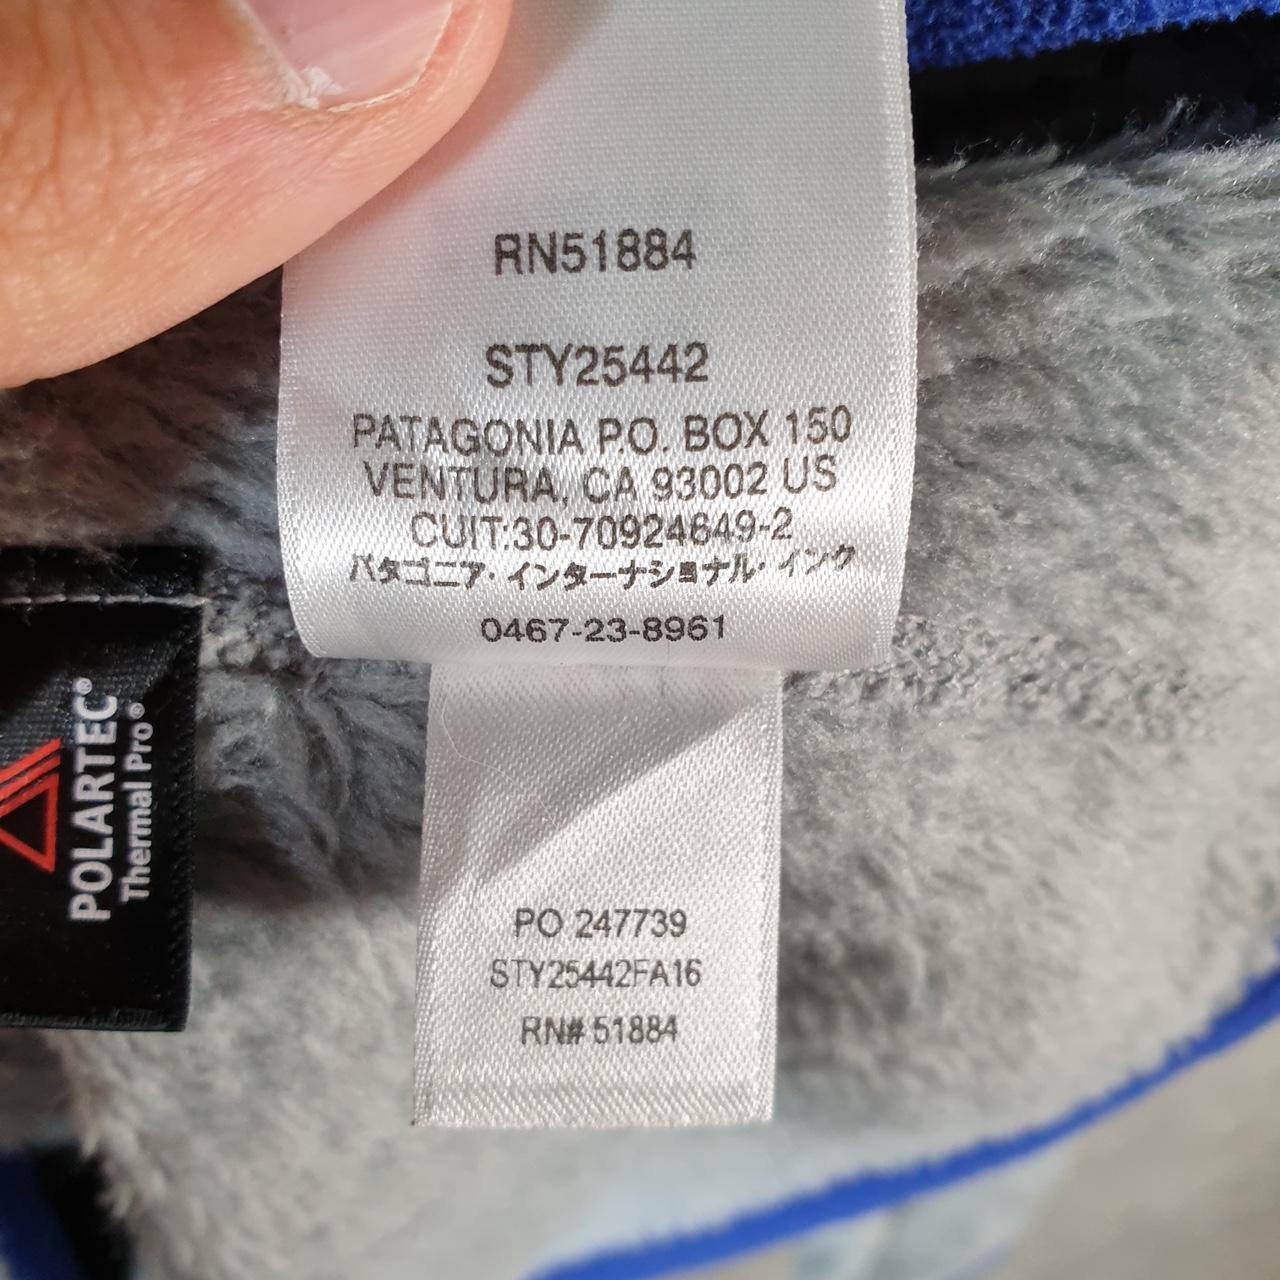 RN51884
STY25442
PATAGONIA P.O. BOX 150
VENTURA, CA 93002 US
CUIT:30-70924649-2
パタゴニア・インターナショナル・インク
0467-23-8961
POLARTEC®
Thermal Pro®
PO 247739
STY25442FA16
RN# 51884